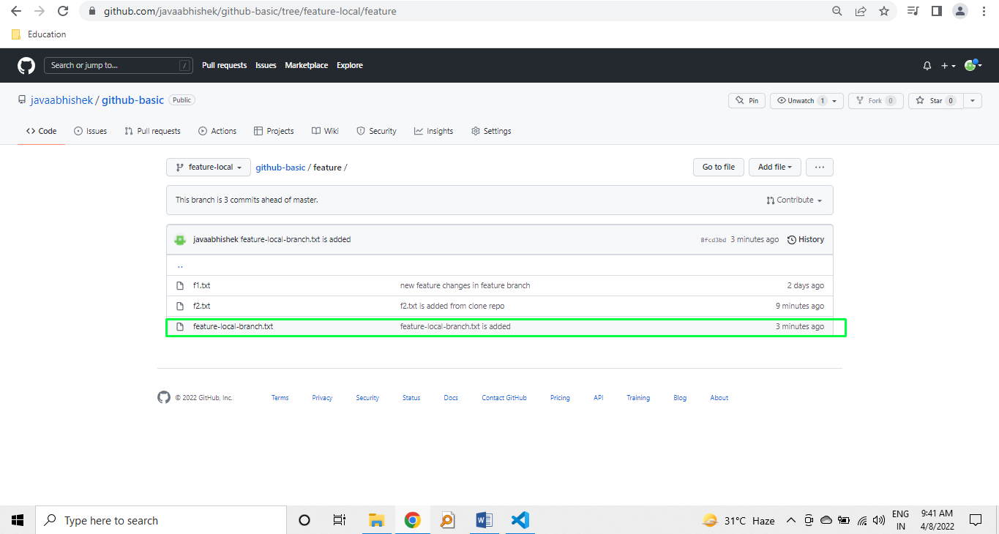 github.com/javaabhishek/github-basic/tree/feature-local/feature
Education
Search or jump to... / Pull requests Issues Marketplace Explore
javaabhishek / github-basic Public Pin Unwatch 1 Fork 0 Star 0
Code Issues Pull requests Actions Projects Wiki Security Insights Settings
feature-local github-basic / feature / Go to file Add file ...
This branch is 3 commits ahead of master. Contribute
javaabhishek feature-local-branch.txt is added 8fcd3bd 3 minutes ago History
..
f1.txt new feature changes in feature branch 2 days ago
f2.txt f2.txt is added from clone repo 9 minutes ago
feature-local-branch.txt feature-local-branch.txt is added 3 minutes ago
© 2022 GitHub, Inc. Terms Privacy Security Status Docs Contact GitHub Pricing API Training Blog About
Type here to search 31°C Haze ENG 9:41 AM
IN 4/8/2022